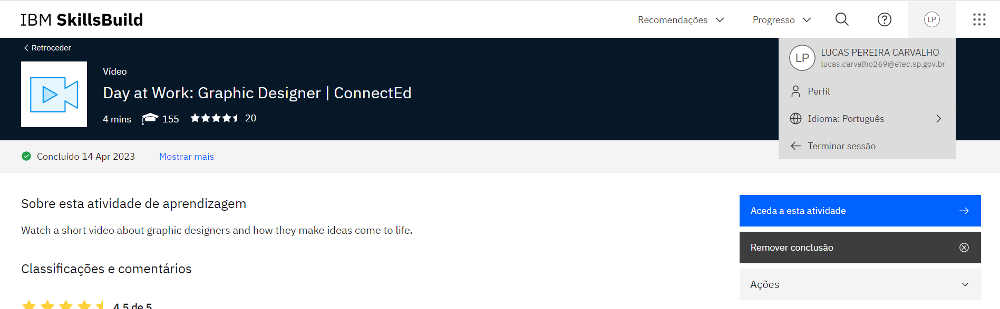 IBM SkillsBuild
Recomendações
Progresso
LP
Retroceder
LP
LUCAS PEREIRA CARVALHO
lucas.carvalho269@etec.sp.gov.br
Perfil
Idioma: Português
Terminar sessão
Vídeo
Day at Work: Graphic Designer | ConnectEd
4 mins 155 20
Concluído 14 Apr 2023 Mostrar mais
Sobre esta atividade de aprendizagem
Watch a short video about graphic designers and how they make ideas come to life.
Classificações e comentários
4.5 de 5
Aceda a esta atividade
Remover conclusão
Ações